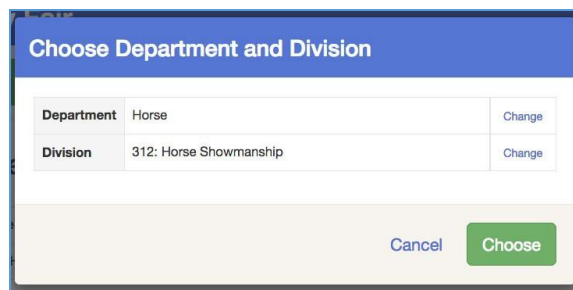 Choose Department and Division
Department Horse Change
Division 312: Horse Showmanship Change
Cancel Choose